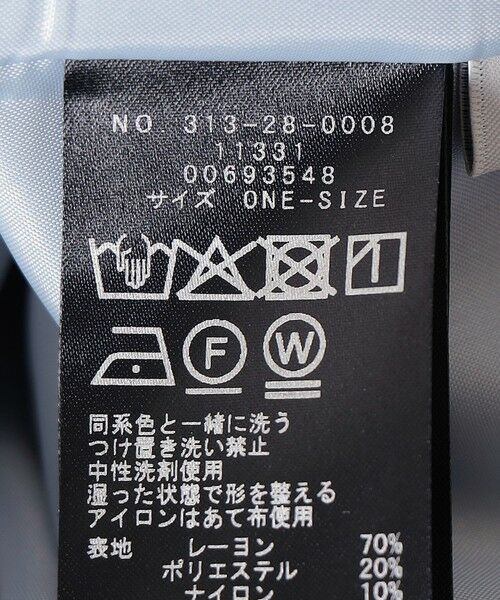 NO. 313-28-0008
11331
00693548
サイズ ONE-SIZE
F W
同系色と一緒に洗う
つけ置き洗い禁止
中性洗剤使用
湿った状態で形を整える
アイロンはあて布使用
表地 レーヨン 70%
ポリエステル 20%
ナイロン 10%